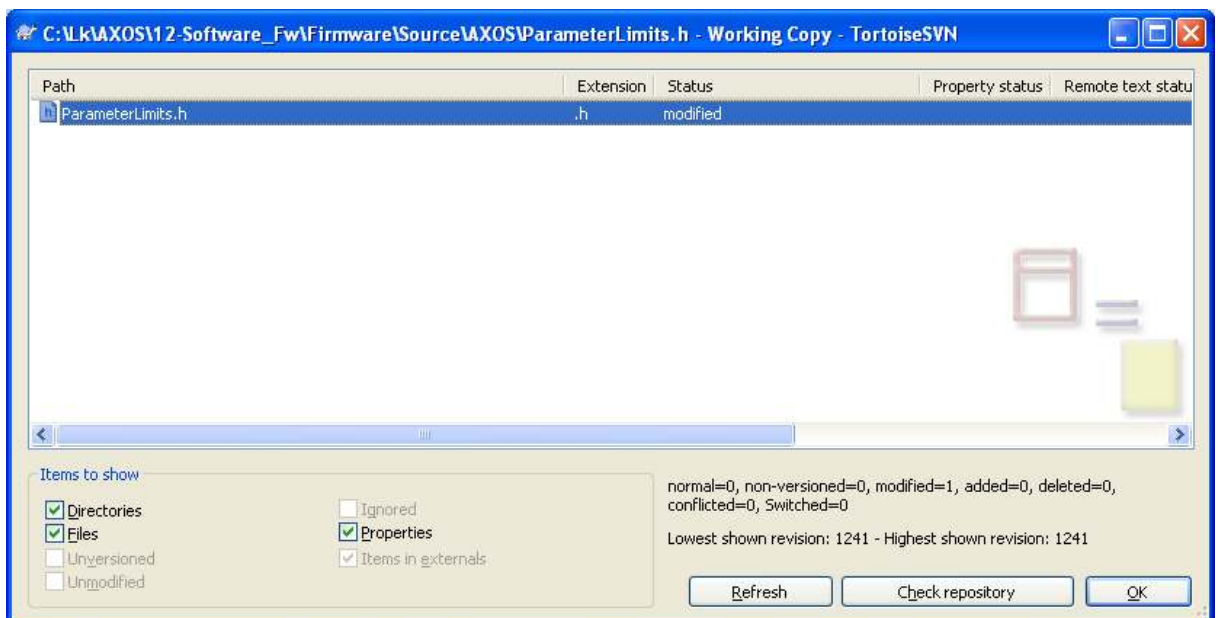 C:\Lk\AXOS\12-Software_Fw\Firmware\Source\AXOS\ParameterLimits.h - Working Copy - TortoiseSVN
Path Extension Status Property status Remote text statu
ParameterLimits.h .h modified
Items to show
Directories Ignored
Files Properties
Unversioned Items in externals
Unmodified
normal=0, non-versioned=0, modified=1, added=0, deleted=0,
conflicted=0, Switched=0
Lowest shown revision: 1241 - Highest shown revision: 1241
Refresh Check repository OK